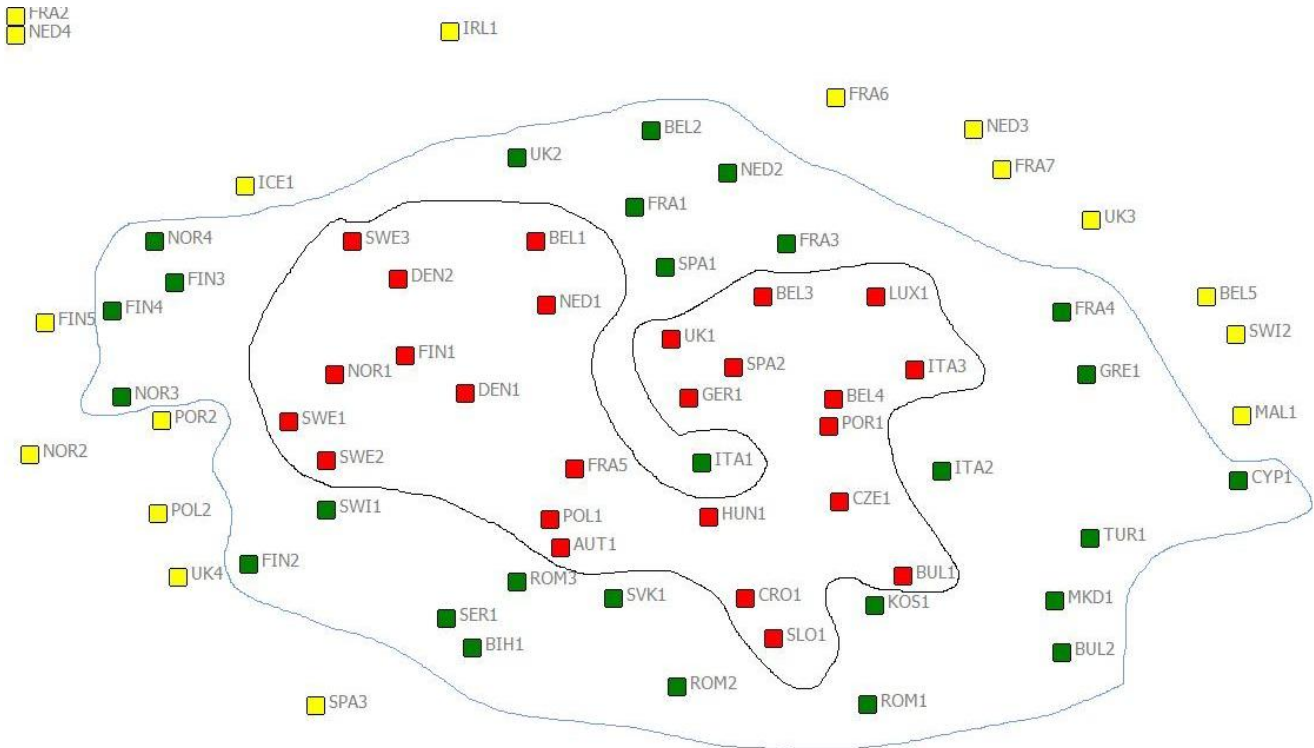 FRA2
NED4
IRL1
FRA6
BEL2
NED3
UK2
NED2
FRA7
ICE1
FRA1
UK3
NOR4
SWE3
BEL1
FRA3
SPA1
DEN2
FIN3
BEL3
LUX1
BEL5
NED1
FIN4
FRA4
FIN5
SWI2
UK1
FIN1
SPA2
ITA3
NOR1
GRE1
DEN1
NOR3
GER1
BEL4
MAL1
POR2
SWE1
POR1
NOR2
SWE2
ITA1
FRA5
ITA2
CYP1
CZE1
SWI1
POL2
HUN1
POL1
TUR1
AUT1
FIN2
BUL1
UK4
ROM3
SVK1
CRO1
KOS1
MKD1
SER1
SLO1
BIH1
BUL2
ROM2
SPA3
ROM1